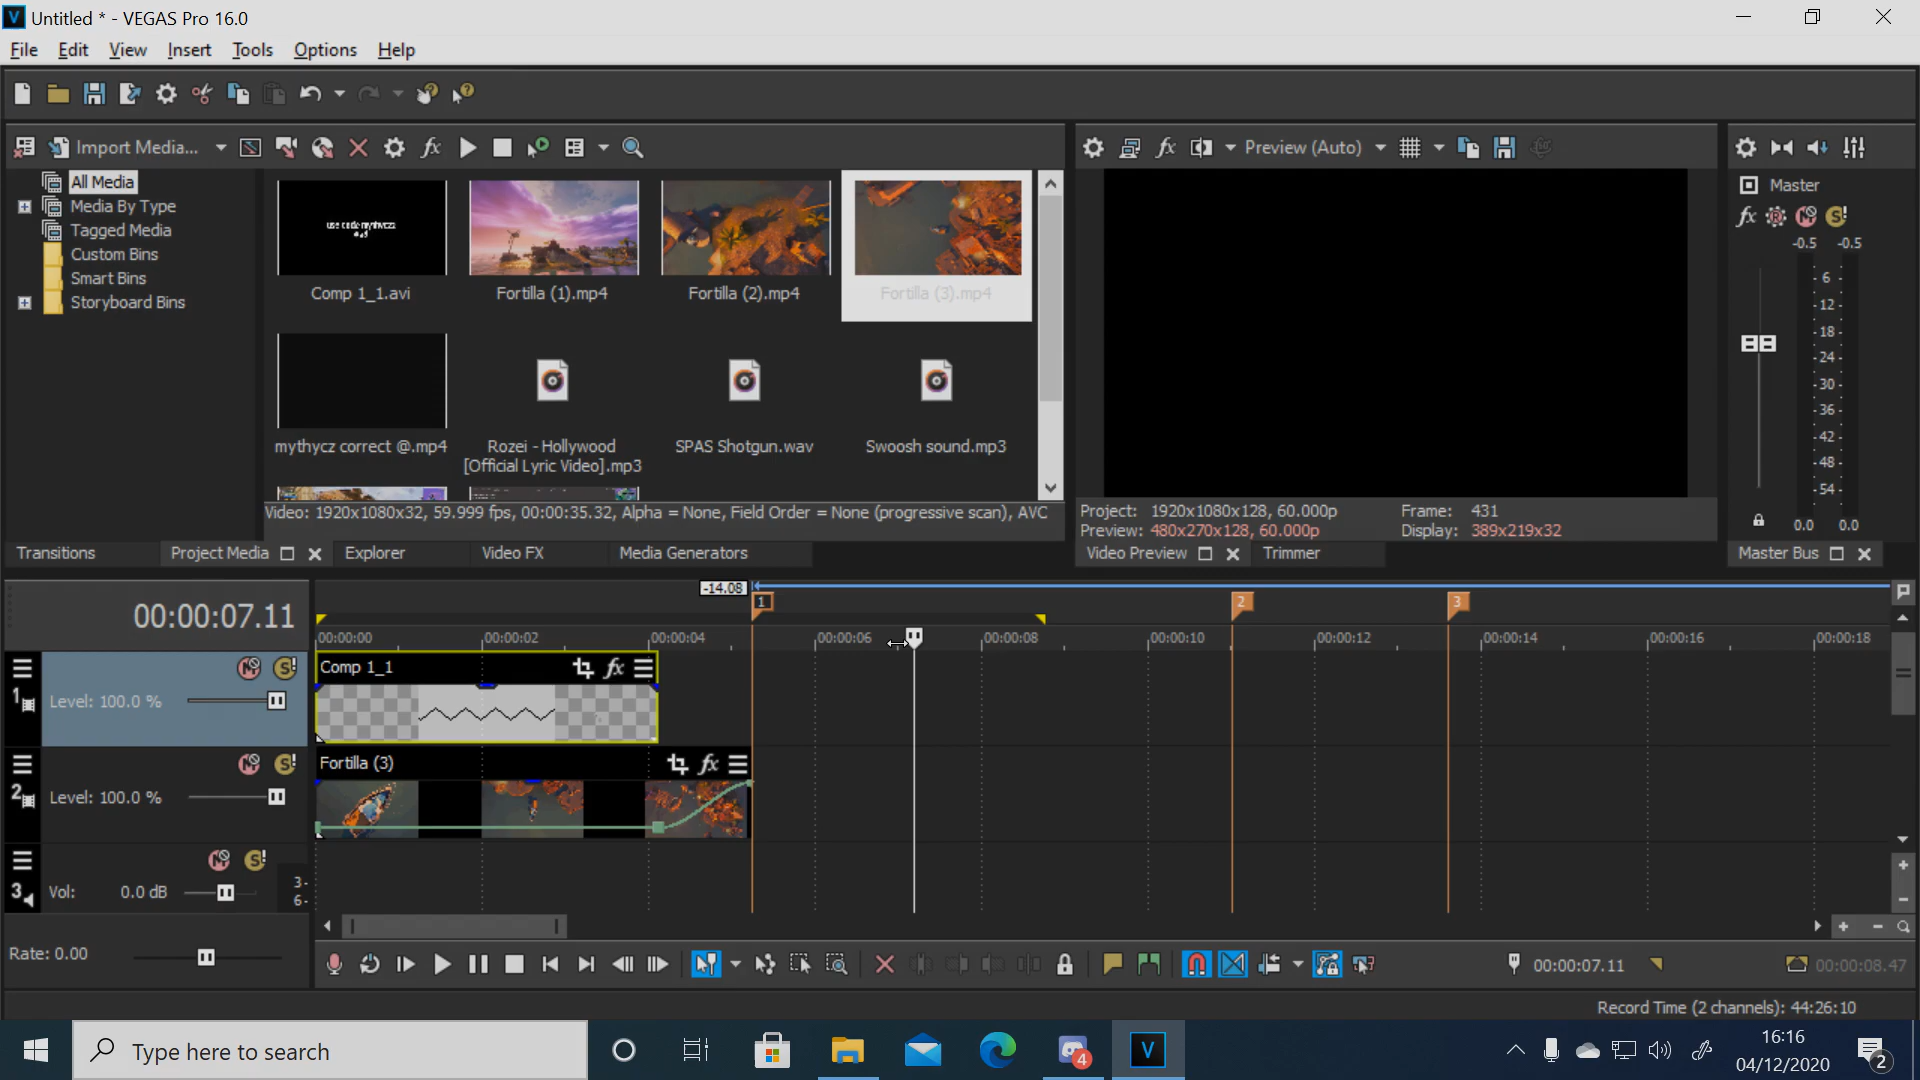 Untitled * - VEGAS Pro 16.0
File Edit View Insert Tools Options Help
Import Media...
Preview (Auto)
All Media
Media By Type
Tagged Media
Custom Bins
Smart Bins
Storyboard Bins
use code mythycz
Comp 1_1.avi
Fortilla (1).mp4
Fortilla (2).mp4
Fortilla (3).mp4
mythycz correct @.mp4
Rozei - Hollywood
[Official Lyric Video].mp3
SPAS Shotgun.wav
Swoosh sound.mp3
Video: 1920x1080x32, 59.999 fps, 00:00:35.32, Alpha = None, Field Order = None (progressive scan), AVC
Project: 1920x1080x128, 60.000p
Frame: 431
Preview: 480x270x128, 60.000p
Display: 389x219x32
Master
-0.5 -0.5
6
12
18
24
30
36
42
48
54
0.0 0.0
Transitions
Project Media
Explorer
Video FX
Media Generators
Video Preview
Trimmer
Master Bus
-14.08
1
2
3
00:00:07.11
00:00:00
00:00:02
00:00:04
00:00:06
00:00:08
00:00:10
00:00:12
00:00:14
00:00:16
00:00:18
1
Level: 100.0 %
Comp 1_1
2
Level: 100.0 %
Fortilla (3)
3
Vol: 0.0 dB
3-
6-
Rate: 0.00
00:00:07.11
00:00:08.47
Record Time (2 channels): 44:26:10
Type here to search
4
V
16:16
04/12/2020
2